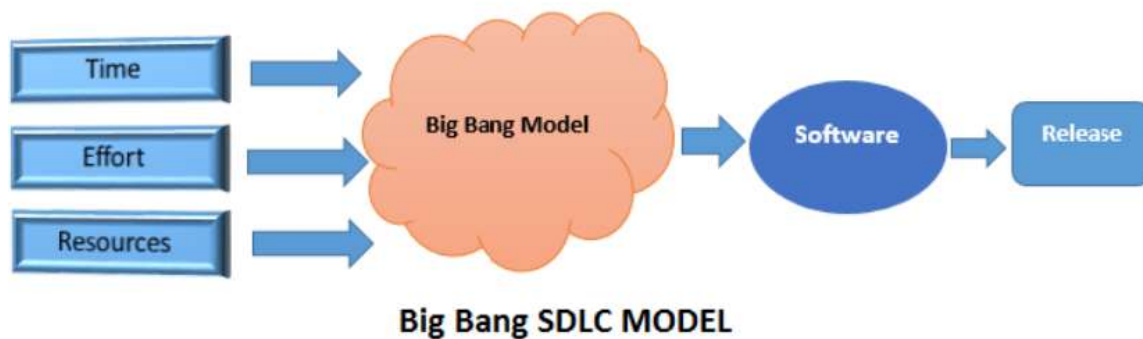 Time
Effort
Resources
Big Bang Model
Software
Release
Big Bang SDLC MODEL